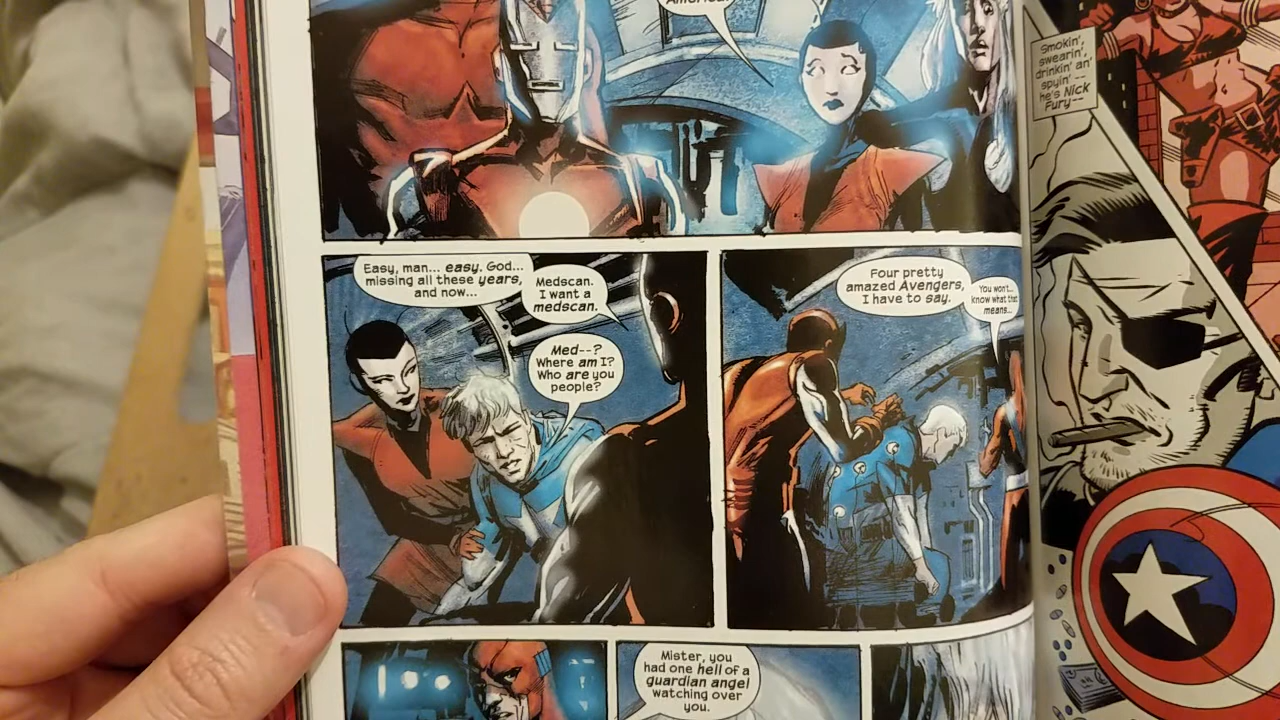 America.
Easy, man... easy. God...
missing all these years,
and now...
Medscan.
I want a
medscan.
Med--?
Where am I?
Who are you
people?
Four pretty
amazed Avengers,
I have to say.
You won't
know what that
means...
Mister, you
had one hell of a
guardian angel
watching over
you.
Smokin',
swearin',
drinkin' an'
spyin' --
he's Nick
Fury--